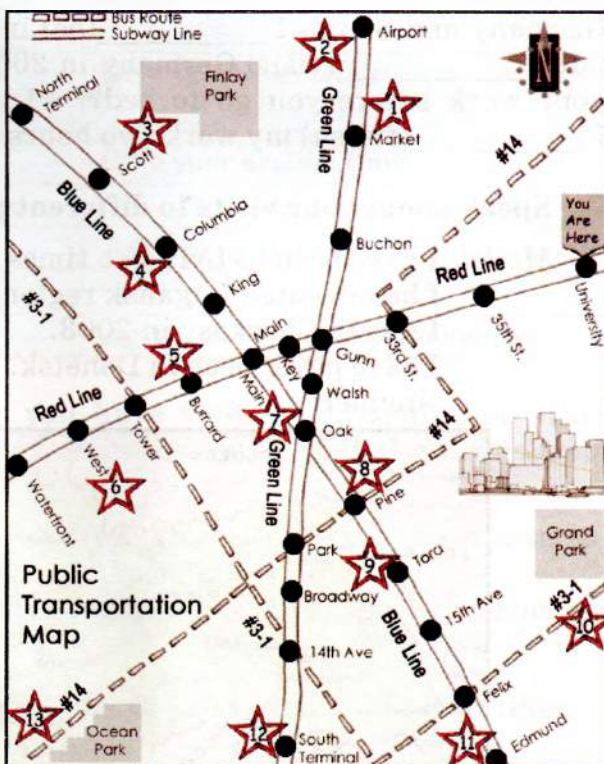 Bus Route
Subway Line
Airport
2
N
North
Terminal
Finlay
Park
Green Line
1
3
Market
#14
Scott
You
Are
Here
Blue Line
Columbia
Buchon
4
Red Line
King
University
#3-1
35th St.
Main
Key
Gunn
33rd St.
5
Main
Walsh
Red Line
Burrard
#14
Tower
7
Oak
West
8
Green Line
6
Pine
Waterfront
Grand
Park
Park
9
Tora
Public
Transportation
Map
Broadway
#3-1
Blue Line
15th Ave
#3-1
10
14th Ave
Felix
#14
13
12
11
Ocean
Park
South
Terminal
Edmund